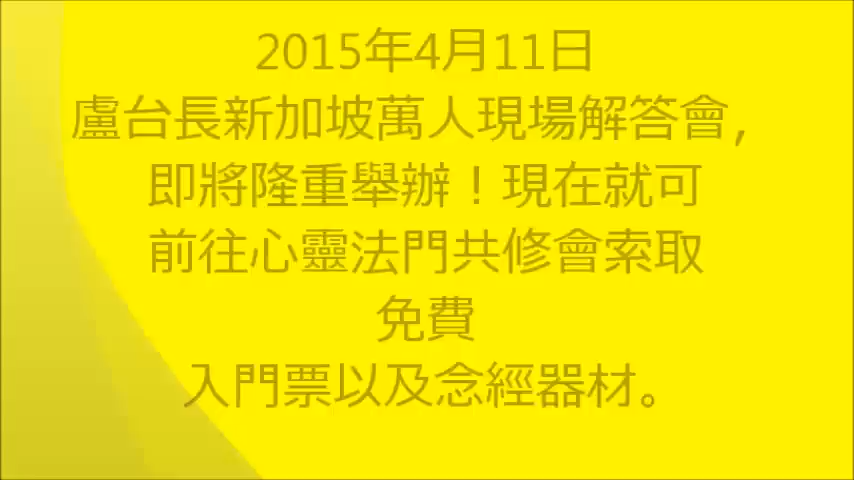 2015年4月11日
盧台長新加坡萬人現場解答會，
即將隆重舉辦！現在就可
前往心靈法門共修會索取
免費
入門票以及念經器材。